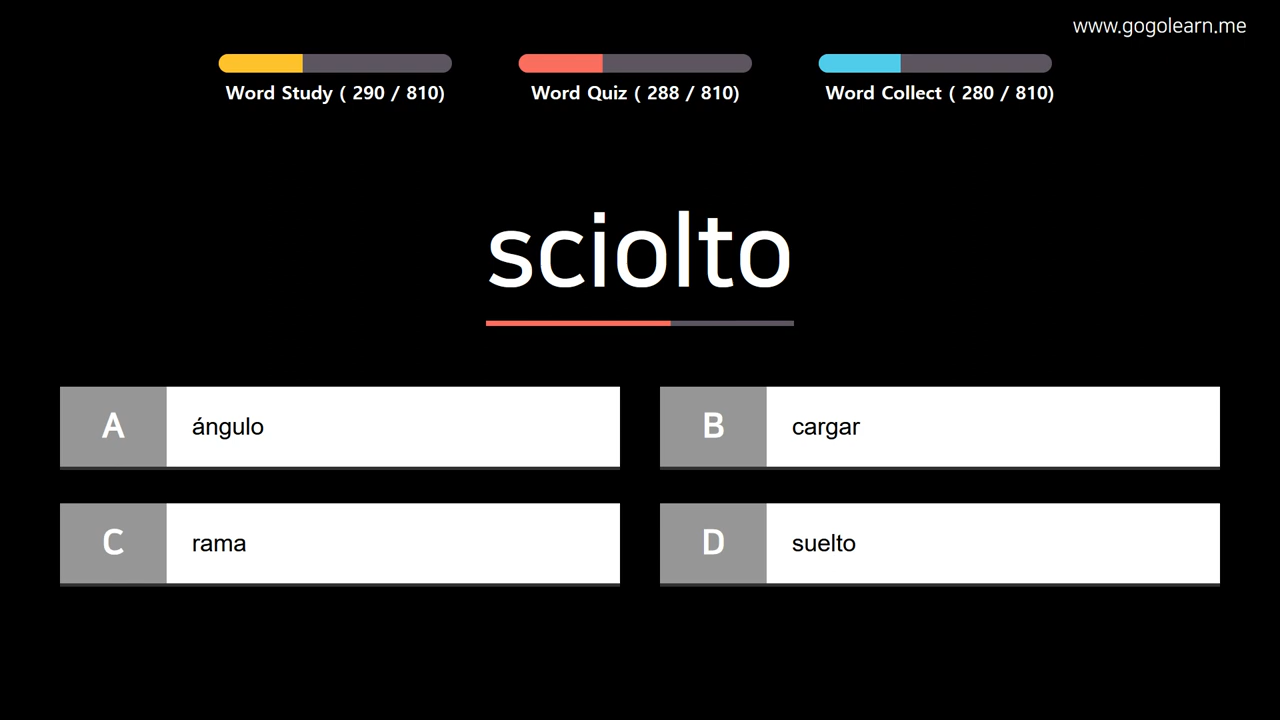 www.gogolearn.me
Word Study ( 290 / 810)
Word Quiz ( 288 / 810)
Word Collect ( 280 / 810)
sciolto
A ángulo
B cargar
C rama
D suelto